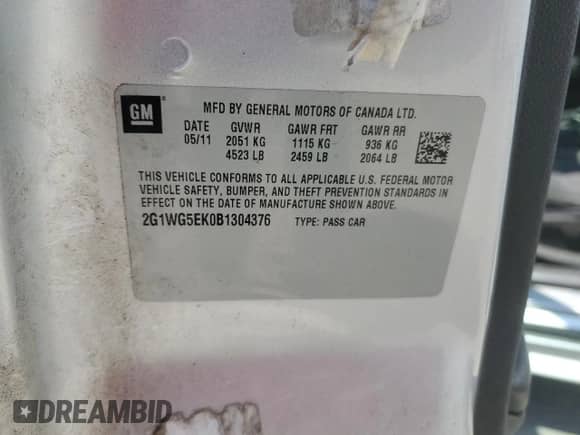 GM
MFD BY GENERAL MOTORS OF CANADA LTD.
DATE GVWR GAWR FRT GAWR RR
05/11 2051 KG 1115 KG 936 KG
4523 LB 2459 LB 2064 LB
THIS VEHICLE CONFORMS TO ALL APPLICABLE U.S. FEDERAL MOTOR
VEHICLE SAFETY, BUMPER, AND THEFT PREVENTION STANDARDS IN
EFFECT ON THE DATE OF MANUFACTURE SHOWN ABOVE.
2G1WG5EK0B1304376 TYPE: PASS CAR
DREAMBID